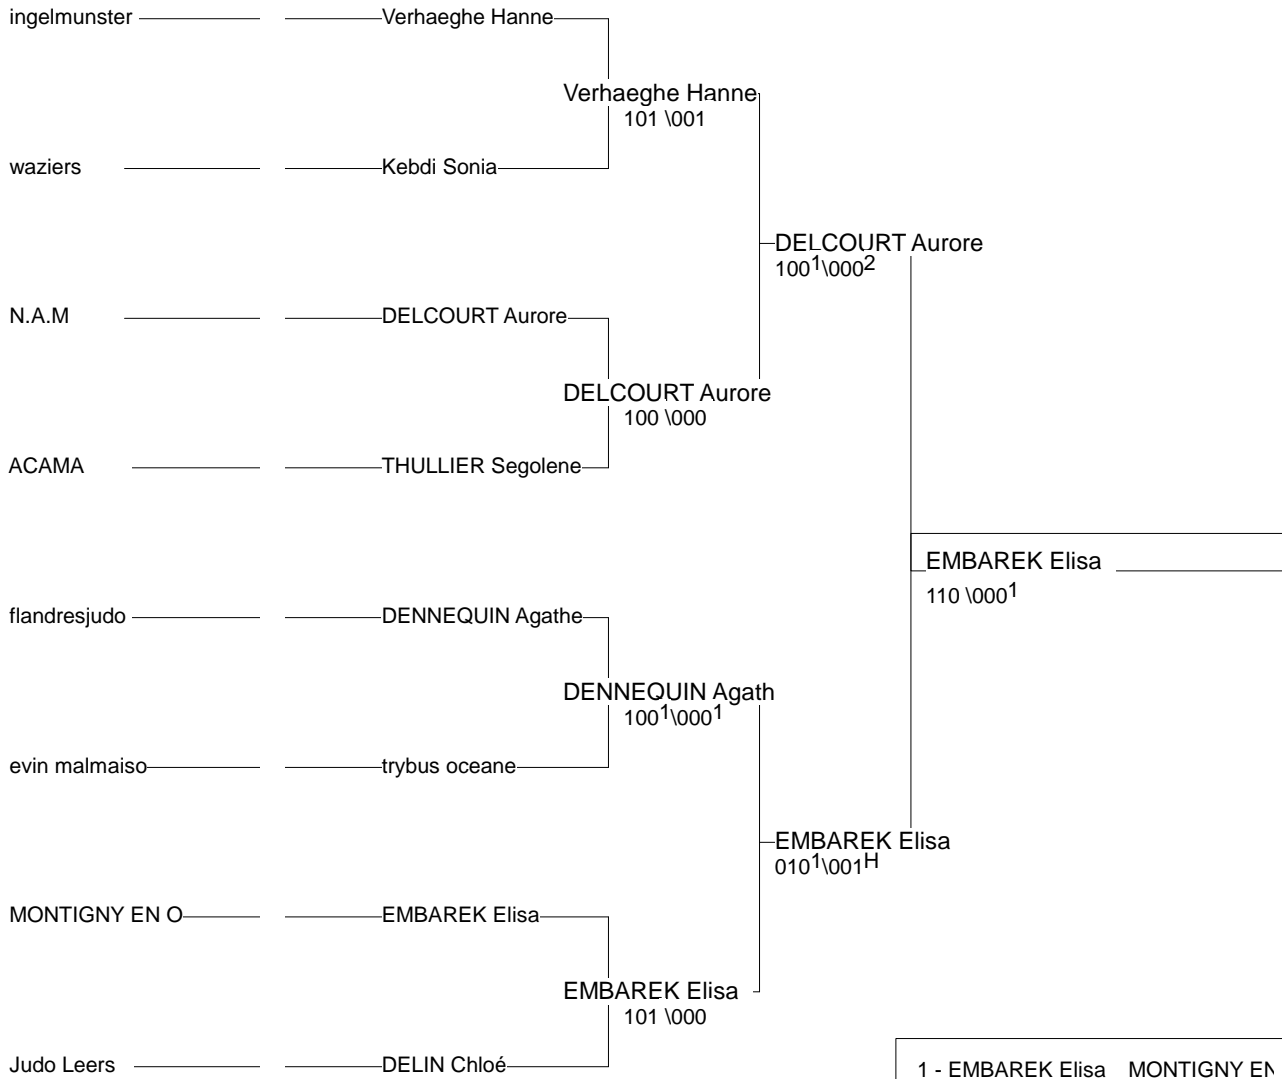 ingelmunster Verhaeghe Hanne
Verhaeghe Hanne
101 \001
waziers Kebdi Sonia
DELCOURT Aurore
100¹\000²
N.A.M DELCOURT Aurore
DELCOURT Aurore
100 \000
ACAMA THULLIER Segolene
EMBAREK Elisa
110 \000¹
flandresjudo DENNEQUIN Agathe
DENNEQUIN Agath
100¹\000¹
evin malmaiso trybus oceane
EMBAREK Elisa
010¹\001ᴴ
MONTIGNY EN O EMBAREK Elisa
EMBAREK Elisa
101 \000
Judo Leers DELIN Chloé
1 - EMBAREK Elisa MONTIGNY EN